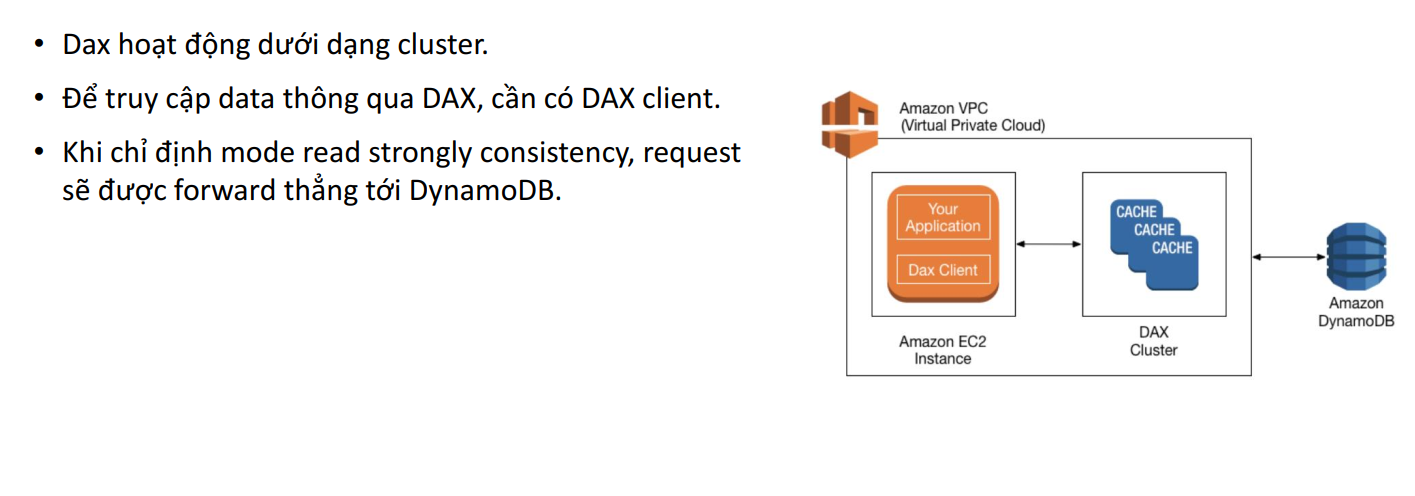 • Dax hoạt động dưới dạng cluster.
• Để truy cập data thông qua DAX, cần có DAX client.
• Khi chỉ định mode read strongly consistency, request
sẽ được forward thẳng tới DynamoDB.
Amazon VPC
(Virtual Private Cloud)
Your
Application
Dax Client
Amazon EC2
Instance
CACHE
CACHE
CACHE
DAX
Cluster
Amazon
DynamoDB